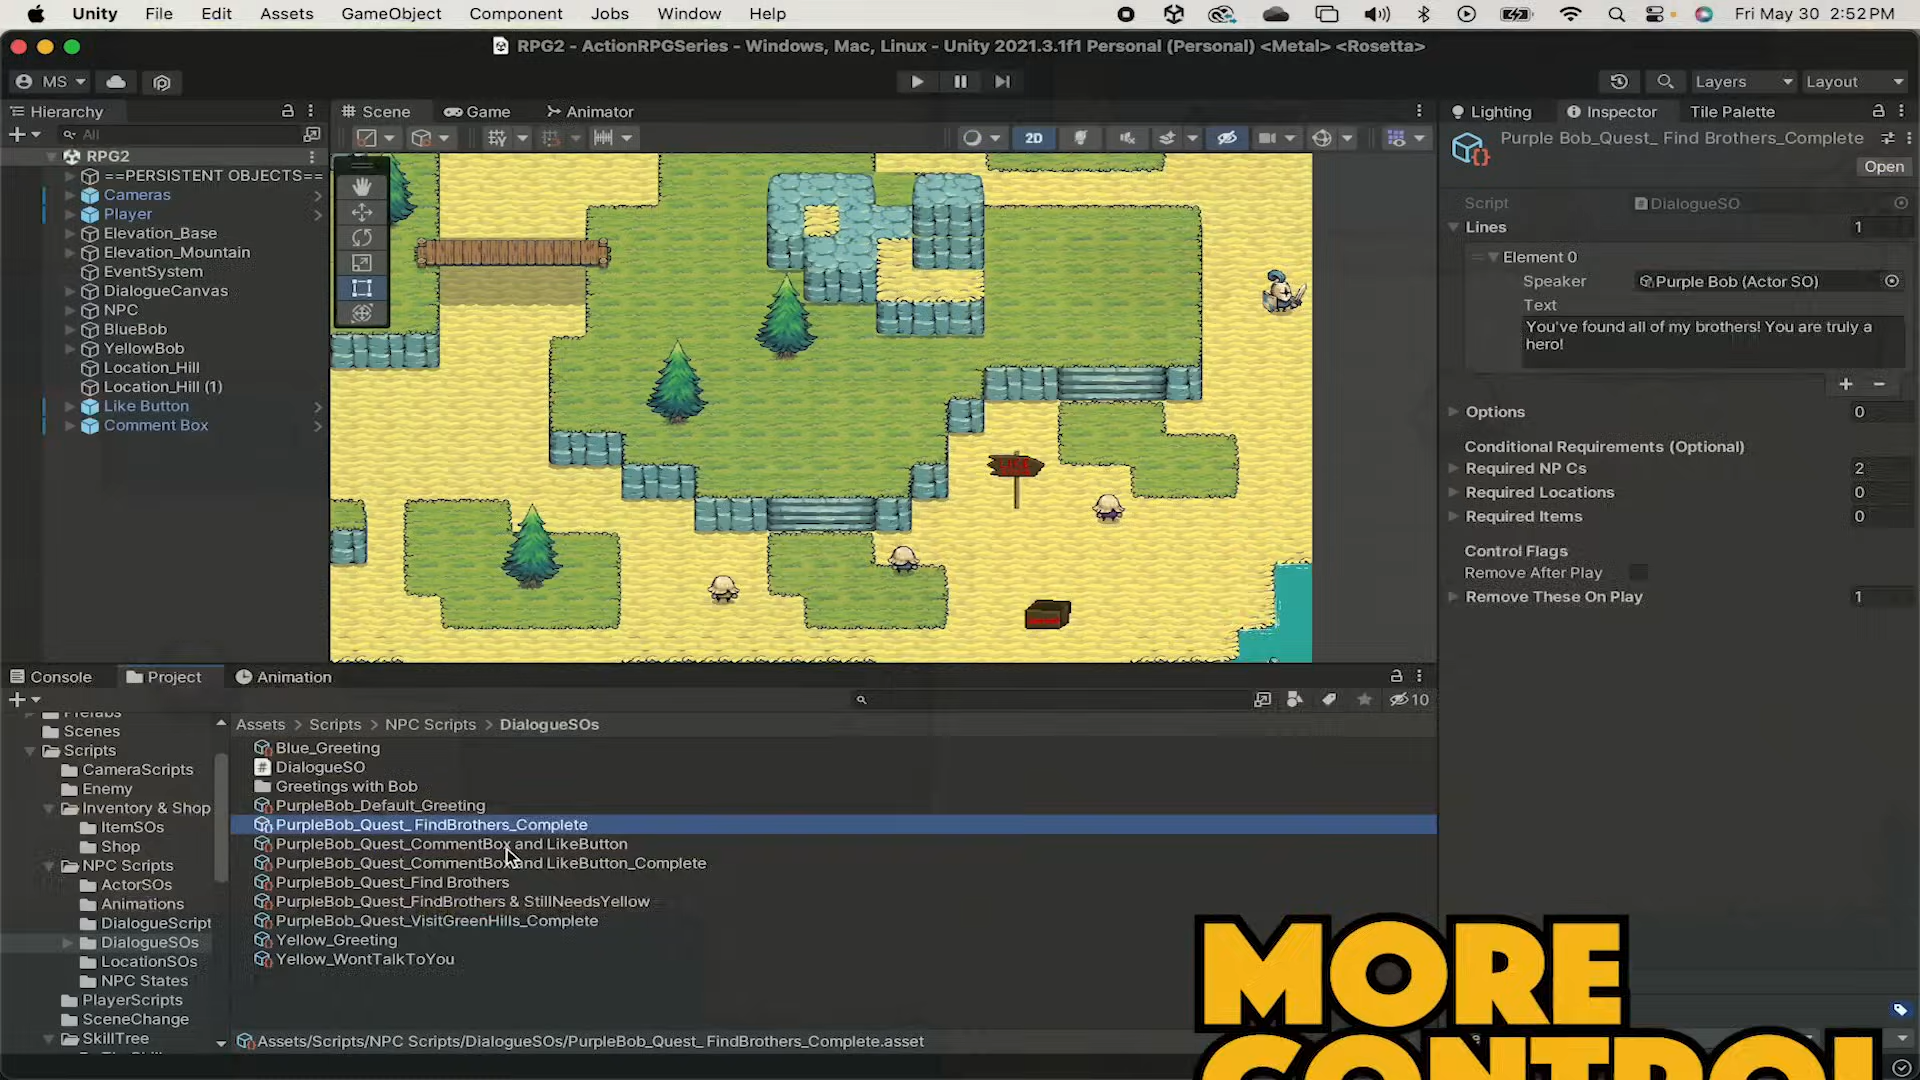 Unity File Edit Assets GameObject Component Jobs Window Help Fri May 30 2:52 PM
RPG2 - ActionRPGSeries - Windows, Mac, Linux - Unity 2021.3.1f1 Personal (Personal) <Metal> <Rosetta>
MS Layers Layout
Hierarchy Scene Game Animator Lighting Inspector Tile Palette
All 2D Purple Bob_Quest_ Find Brothers_Complete
Open
RPG2
==PERSISTENT OBJECTS==
Cameras
Player
Elevation_Base
Elevation_Mountain
EventSystem
DialogueCanvas
NPC
BlueBob
YellowBob
Location_Hill
Location_Hill (1)
Like Button
Comment Box
Script DialogueSO
Lines 1
Element 0
Speaker Purple Bob (Actor SO)
Text
You've found all of my brothers! You are truly a
hero!
Options 0
Conditional Requirements (Optional)
Required NP Cs 2
Required Locations 0
Required Items 0
Control Flags
Remove After Play
Remove These On Play 1
Console Project Animation
10
Prefabs
Scenes
Scripts
CameraScripts
Enemy
Inventory & Shop
ItemSOs
Shop
NPC Scripts
ActorSOs
Animations
DialogueScript
DialogueSOs
LocationSOs
NPC States
PlayerScripts
SceneChange
SkillTree
Assets > Scripts > NPC Scripts > DialogueSOs
Blue_Greeting
DialogueSO
Greetings with Bob
PurpleBob_Default_Greeting
PurpleBob_Quest_ FindBrothers_Complete
PurpleBob_Quest_CommentBox and LikeButton
PurpleBob_Quest_CommentBox and LikeButton_Complete
PurpleBob_Quest_Find Brothers
PurpleBob_Quest_FindBrothers & StillNeedsYellow
PurpleBob_Quest_VisitGreenHills_Complete
Yellow_Greeting
Yellow_WontTalkToYou
Assets/Scripts/NPC Scripts/DialogueSOs/PurpleBob_Quest_ FindBrothers_Complete.asset
MORE
CONTROL